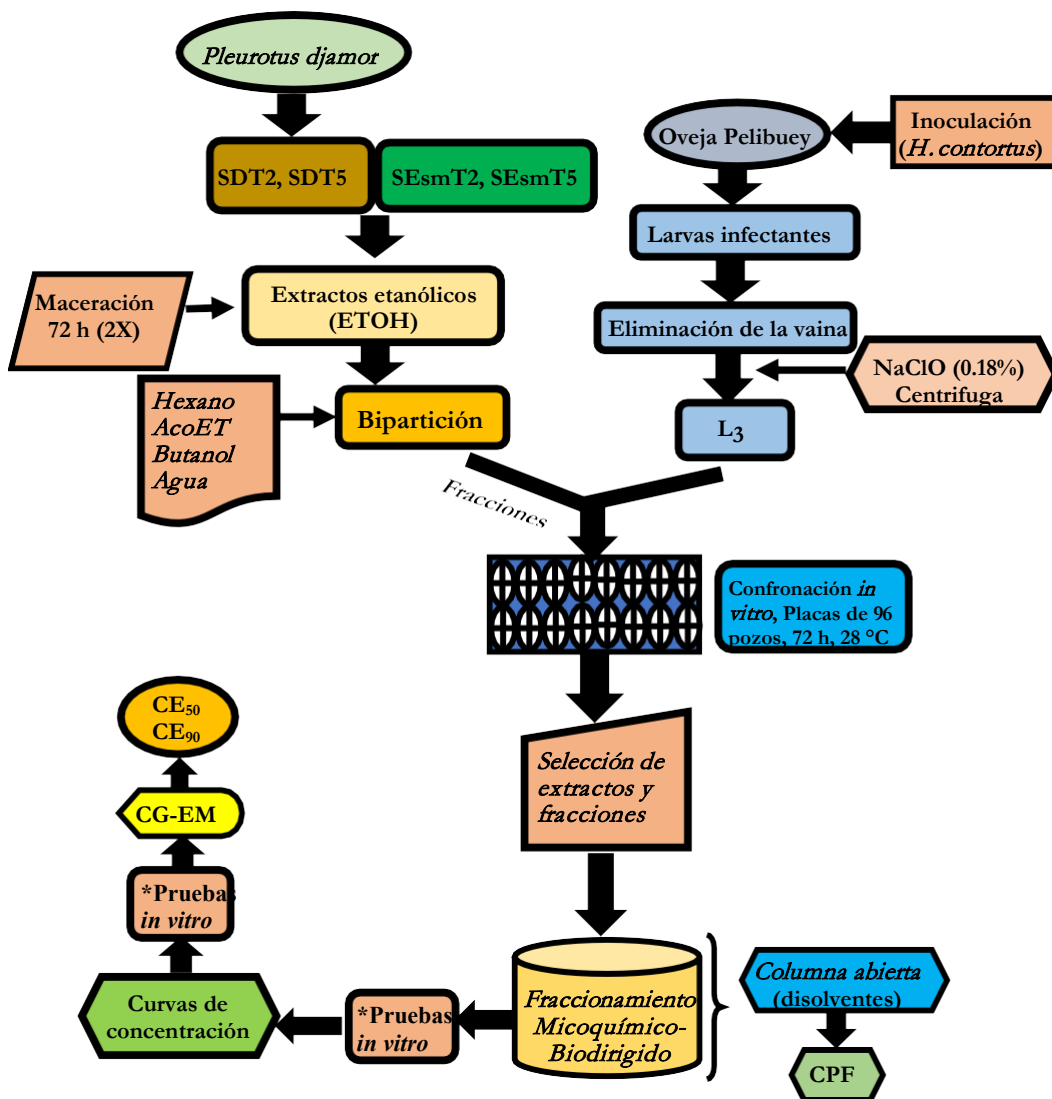 Pleurotus djamor
SDT2, SDT5
SEsmT2, SEsmT5
Maceración
72 h (2X)
Extractos etanólicos
(ETOH)
Hexano
AcoET
Butanol
Agua
Bipartición
Oveja Pelibuey
Inoculación
(H. contortus)
Larvas infectantes
Eliminación de la vaina
NaClO (0.18%)
Centrifuga
L3
Fracciones
Confronación in
vitro, Placas de 96
pozos, 72 h, 28 °C
Selección de
extractos y
fracciones
Fraccionamiento
Micoquímico-
Biodirigido
Columna abierta
(disolventes)
CPF
*Pruebas
in vitro
Curvas de
concentración
*Pruebas
in vitro
CG-EM
CE50
CE90